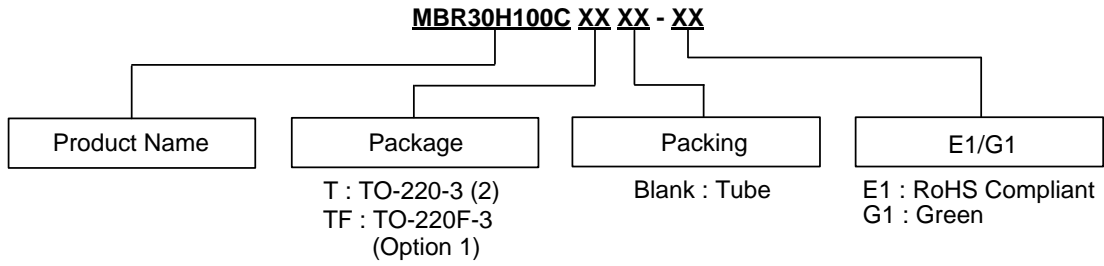 MBR30H100C XX XX - XX
Product Name
Package
Packing
E1/G1
T : TO-220-3 (2)
TF : TO-220F-3
(Option 1)
Blank : Tube
E1 : RoHS Compliant
G1 : Green